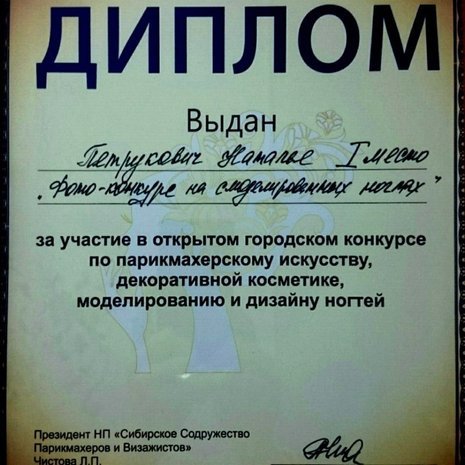 ДИПЛОМ
Выдан
Петрукович Наталье I место
"Фото-конкурс на смоделированных ногтях"
за участие в открытом городском конкурсе
по парикмахерскому искусству,
декоративной косметике,
моделированию и дизайну ногтей
Президент НП «Сибирское Содружество
Парикмахеров и Визажистов»
Чистова Л.П.